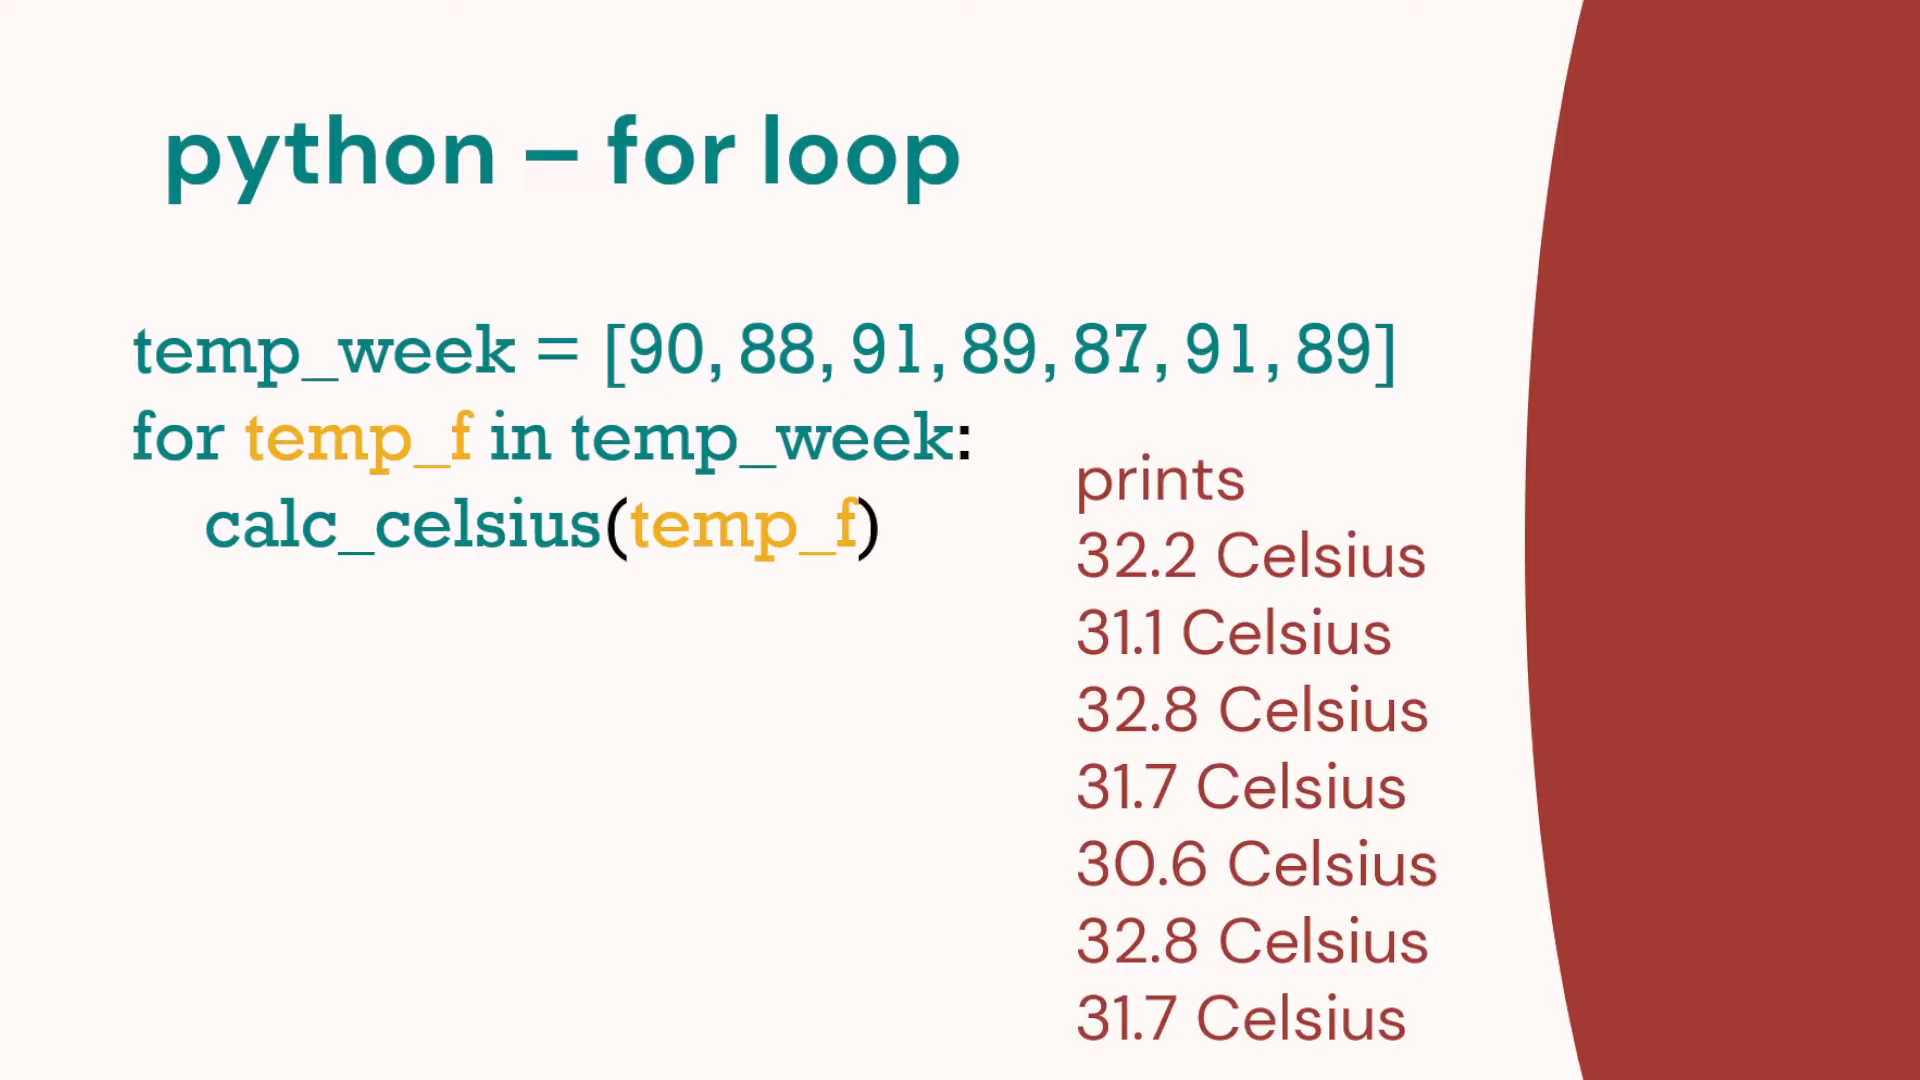 python – for loop
temp_week = [90, 88, 91, 89, 87, 91, 89]
for temp_f in temp_week:
    calc_celsius(temp_f)
prints
32.2 Celsius
31.1 Celsius
32.8 Celsius
31.7 Celsius
30.6 Celsius
32.8 Celsius
31.7 Celsius